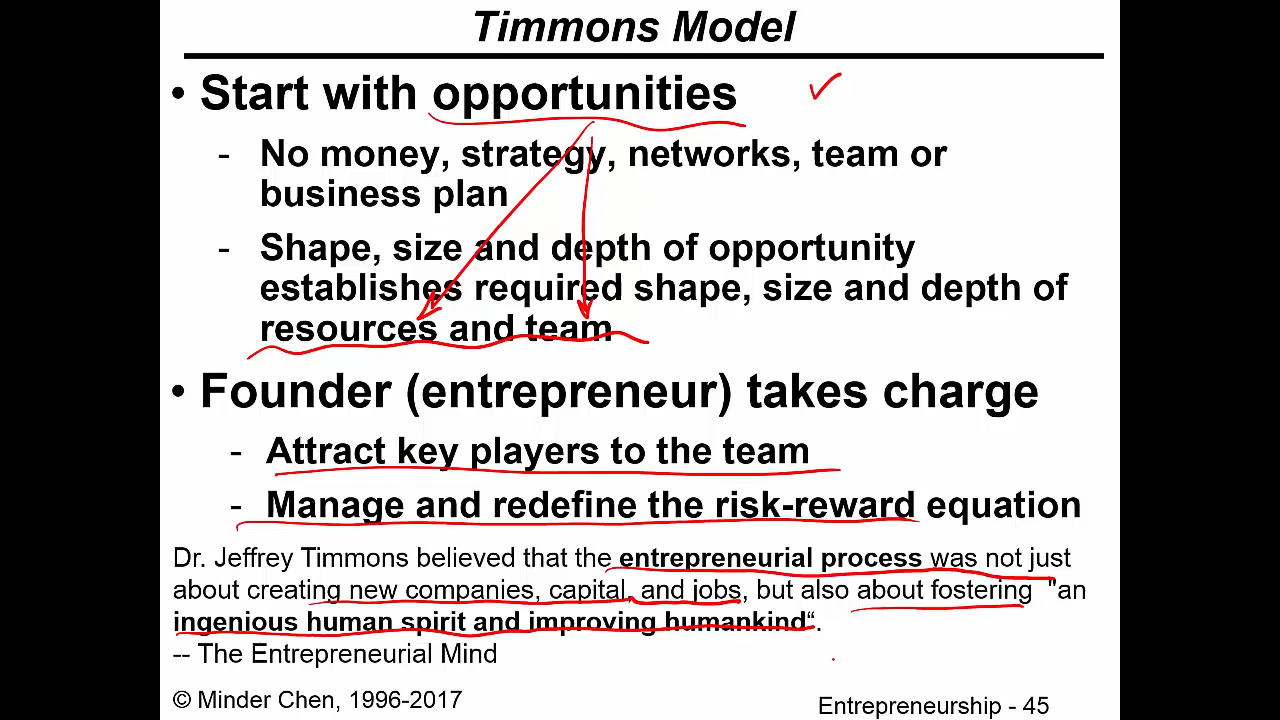 Timmons Model
• Start with opportunities
- No money, strategy, networks, team or
business plan
- Shape, size and depth of opportunity
establishes required shape, size and depth of
resources and team
• Founder (entrepreneur) takes charge
- Attract key players to the team
- Manage and redefine the risk-reward equation
Dr. Jeffrey Timmons believed that the entrepreneurial process was not just
about creating new companies, capital, and jobs, but also about fostering "an
ingenious human spirit and improving humankind“.
-- The Entrepreneurial Mind
© Minder Chen, 1996-2017
Entrepreneurship - 45